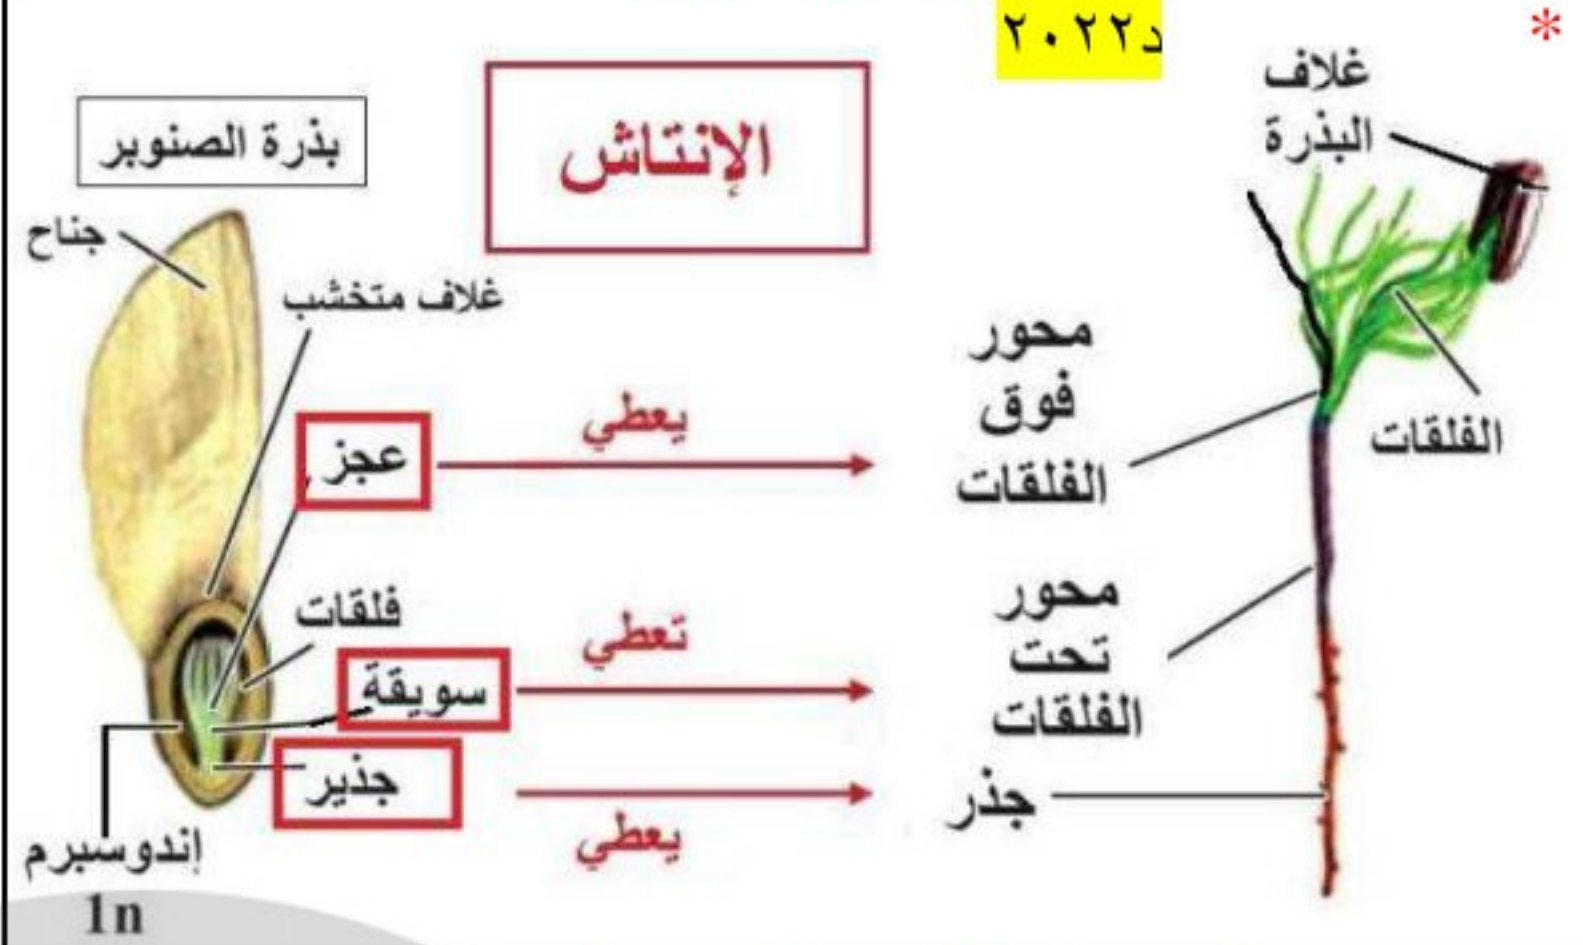 د٢٠٢٢
*
الإنتاش
بذرة الصنوبر
جناح
غلاف متخشب
عجز
فلقات
سويقة
جذير
إندوسبرم
1n
يعطي
تعطي
يعطي
غلاف
البذرة
محور
فوق
الفلقات
الفلقات
محور
تحت
الفلقات
جذر